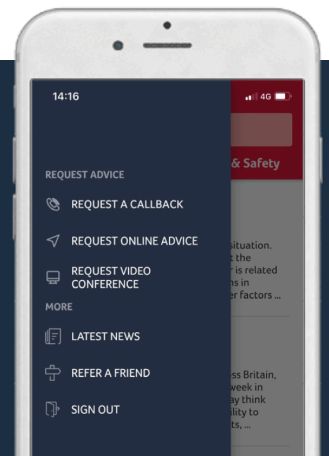 14:16
4G
& Safety
REQUEST ADVICE
REQUEST A CALLBACK
REQUEST ONLINE ADVICE
REQUEST VIDEO
CONFERENCE
MORE
LATEST NEWS
REFER A FRIEND
SIGN OUT
situation.
t the
r is related
ns in
er factors ...
ss Britain,
week in
ay think
ility to
ts, ...